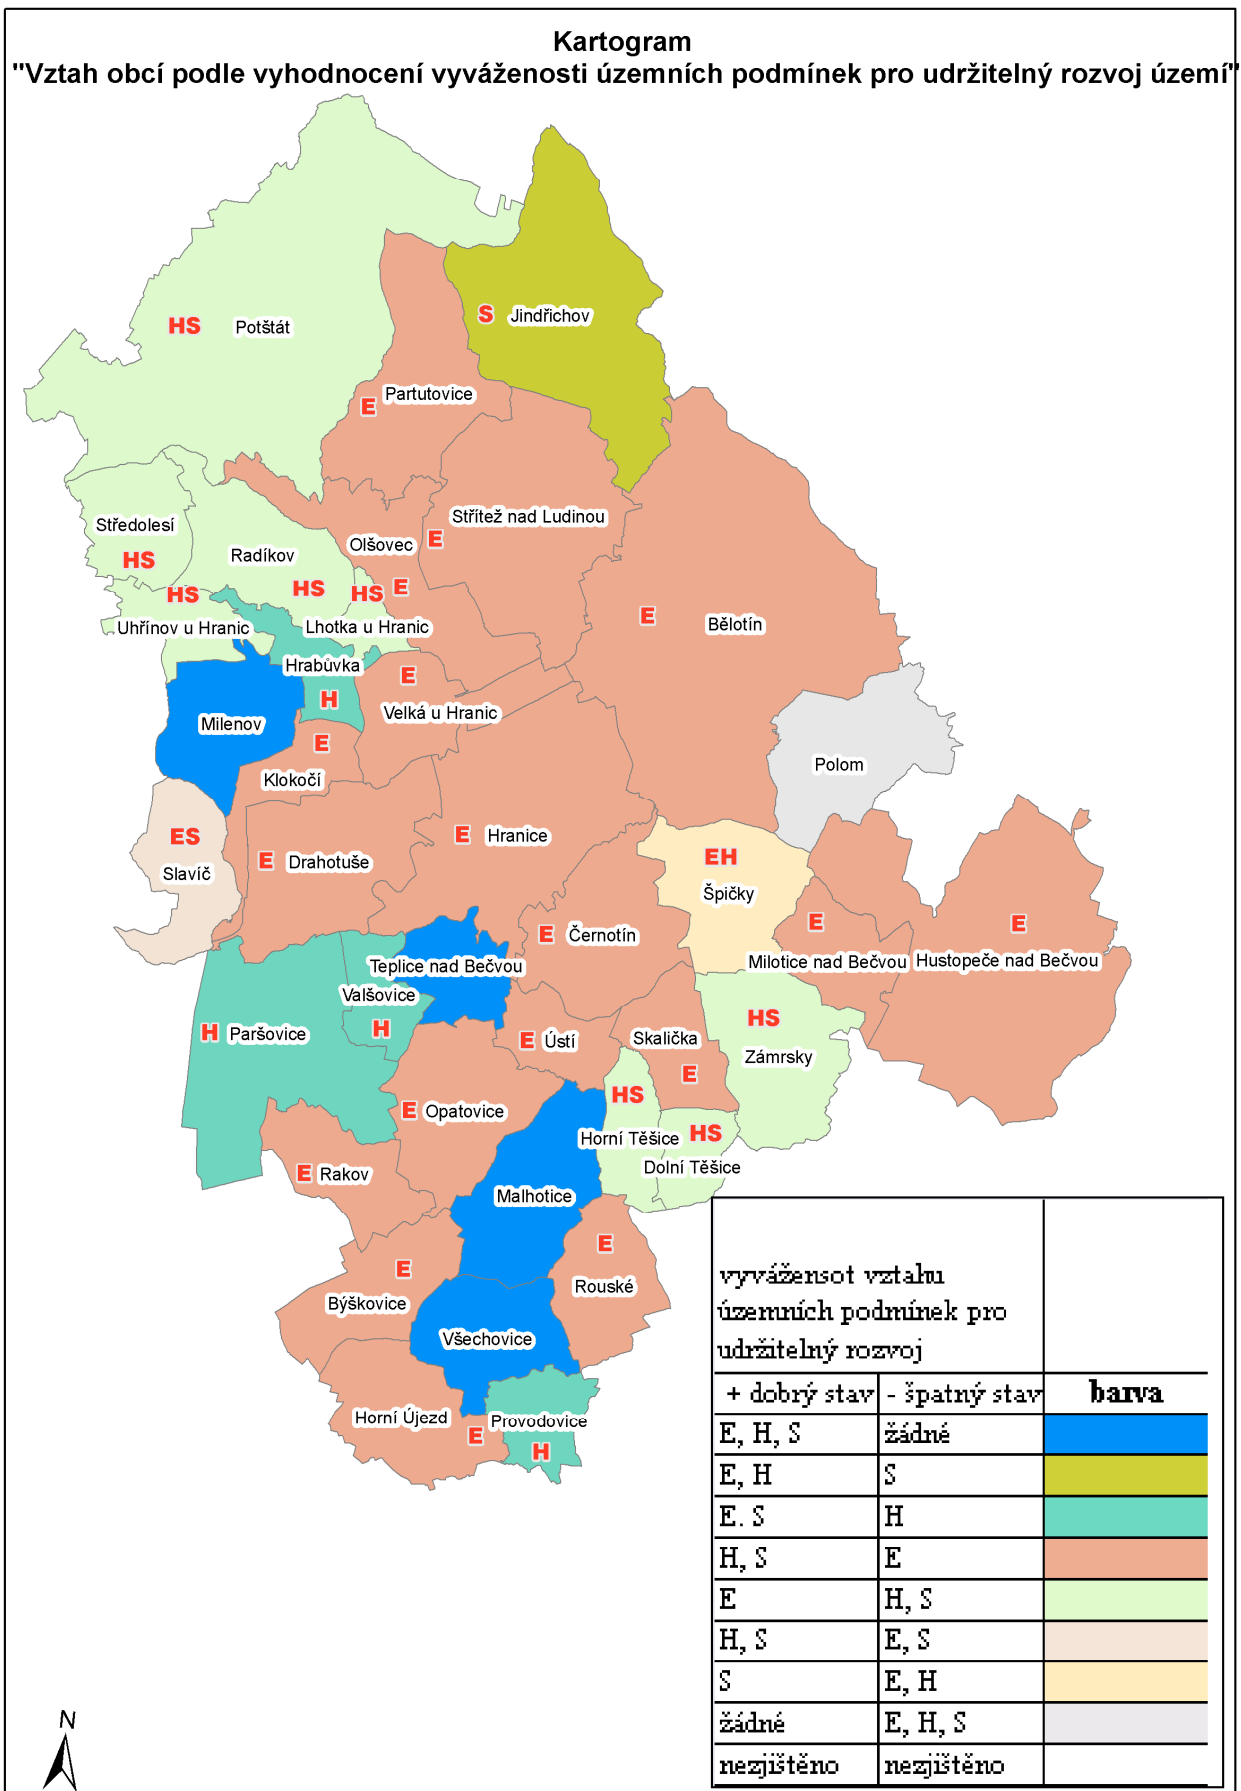 Kartogram
"Vztah obcí podle vyhodnocení vyváženosti územních podmínek pro udržitelný rozvoj území"
HS Potštát
S Jindřichov
E Partutovice
Středolesí
HS
Radíkov
HS
Olšovec
E
E Střítež nad Ludinou
HS
HS
Uhřínov u Hranic
Lhotka u Hranic
E
Bělotín
Hrabůvka
H
E
Velká u Hranic
Milenov
E
Klokočí
Polom
ES
Slavíč
E Drahotuše
E Hranice
EH
Špičky
E Černotín
E
Milotice nad Bečvou
E
Hustopeče nad Bečvou
Teplice nad Bečvou
Valšovice
H
H Paršovice
E Ústí
Skalička
E
HS
Zámrsky
E Opatovice
HS
Horní Těšice
HS
Dolní Těšice
E Rakov
Malhotice
E
Rouské
E
Býškovice
Všechovice
Horní Újezd
E
Provodovice
H
vyvážensot vztahu
územních podmínek pro
udržitelný rozvoj
+ dobrý stav - špatný stav barva
E, H, S žádné
E, H S
E. S H
H, S E
E H, S
H, S E, S
S E, H
žádné E, H, S
nezjištěno nezjištěno
N